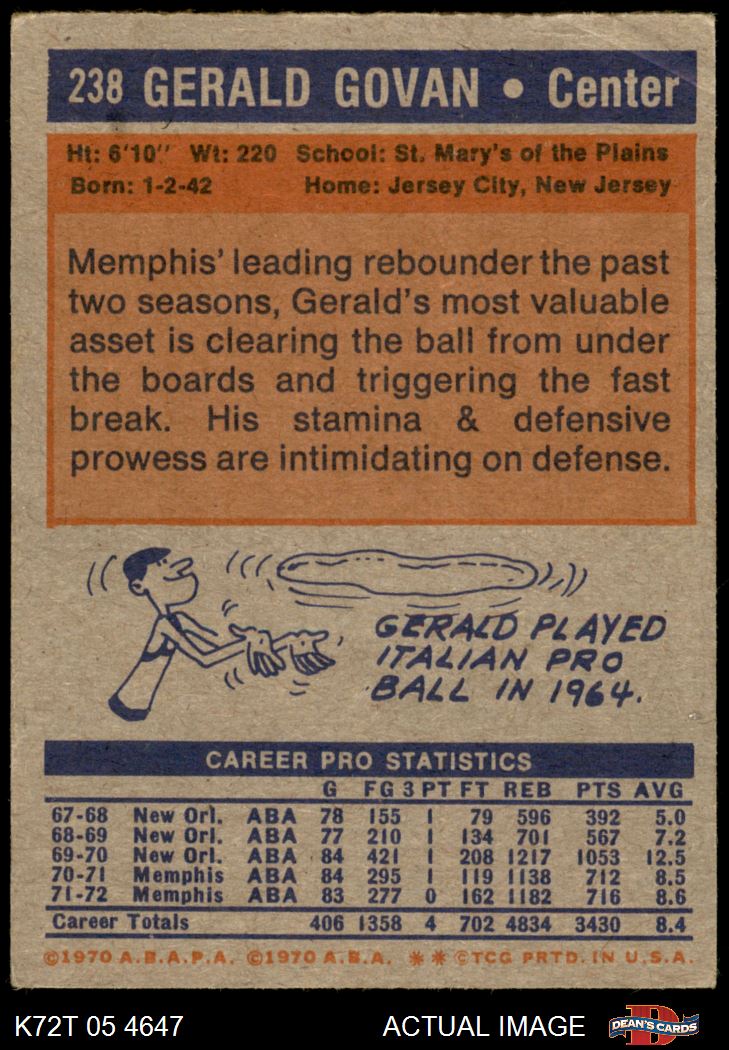 238 GERALD GOVAN • Center
Ht: 6'10" Wt: 220 School: St. Mary's of the Plains
Born: 1-2-42 Home: Jersey City, New Jersey
Memphis' leading rebounder the past
two seasons, Gerald's most valuable
asset is clearing the ball from under
the boards and triggering the fast
break. His stamina & defensive
prowess are intimidating on defense.
GERALD PLAYED
ITALIAN PRO
BALL IN 1964.
CAREER PRO STATISTICS
G FG 3 PT FT REB PTS AVG
67-68 New Orl. ABA 78 155 1 79 596 392 5.0
68-69 New Orl. ABA 77 210 1 134 701 567 7.2
69-70 New Orl. ABA 84 421 1 208 1217 1053 12.5
70-71 Memphis ABA 84 295 1 119 1138 712 8.5
71-72 Memphis ABA 83 277 0 162 1182 716 8.6
Career Totals 406 1358 4 702 4834 3430 8.4
©1970 A.B.A.P.A. ©1970 A.B.A. ** ©TCG PRTD. IN U.S.A.
K72T 05 4647 ACTUAL IMAGE D DEAN'S CARDS